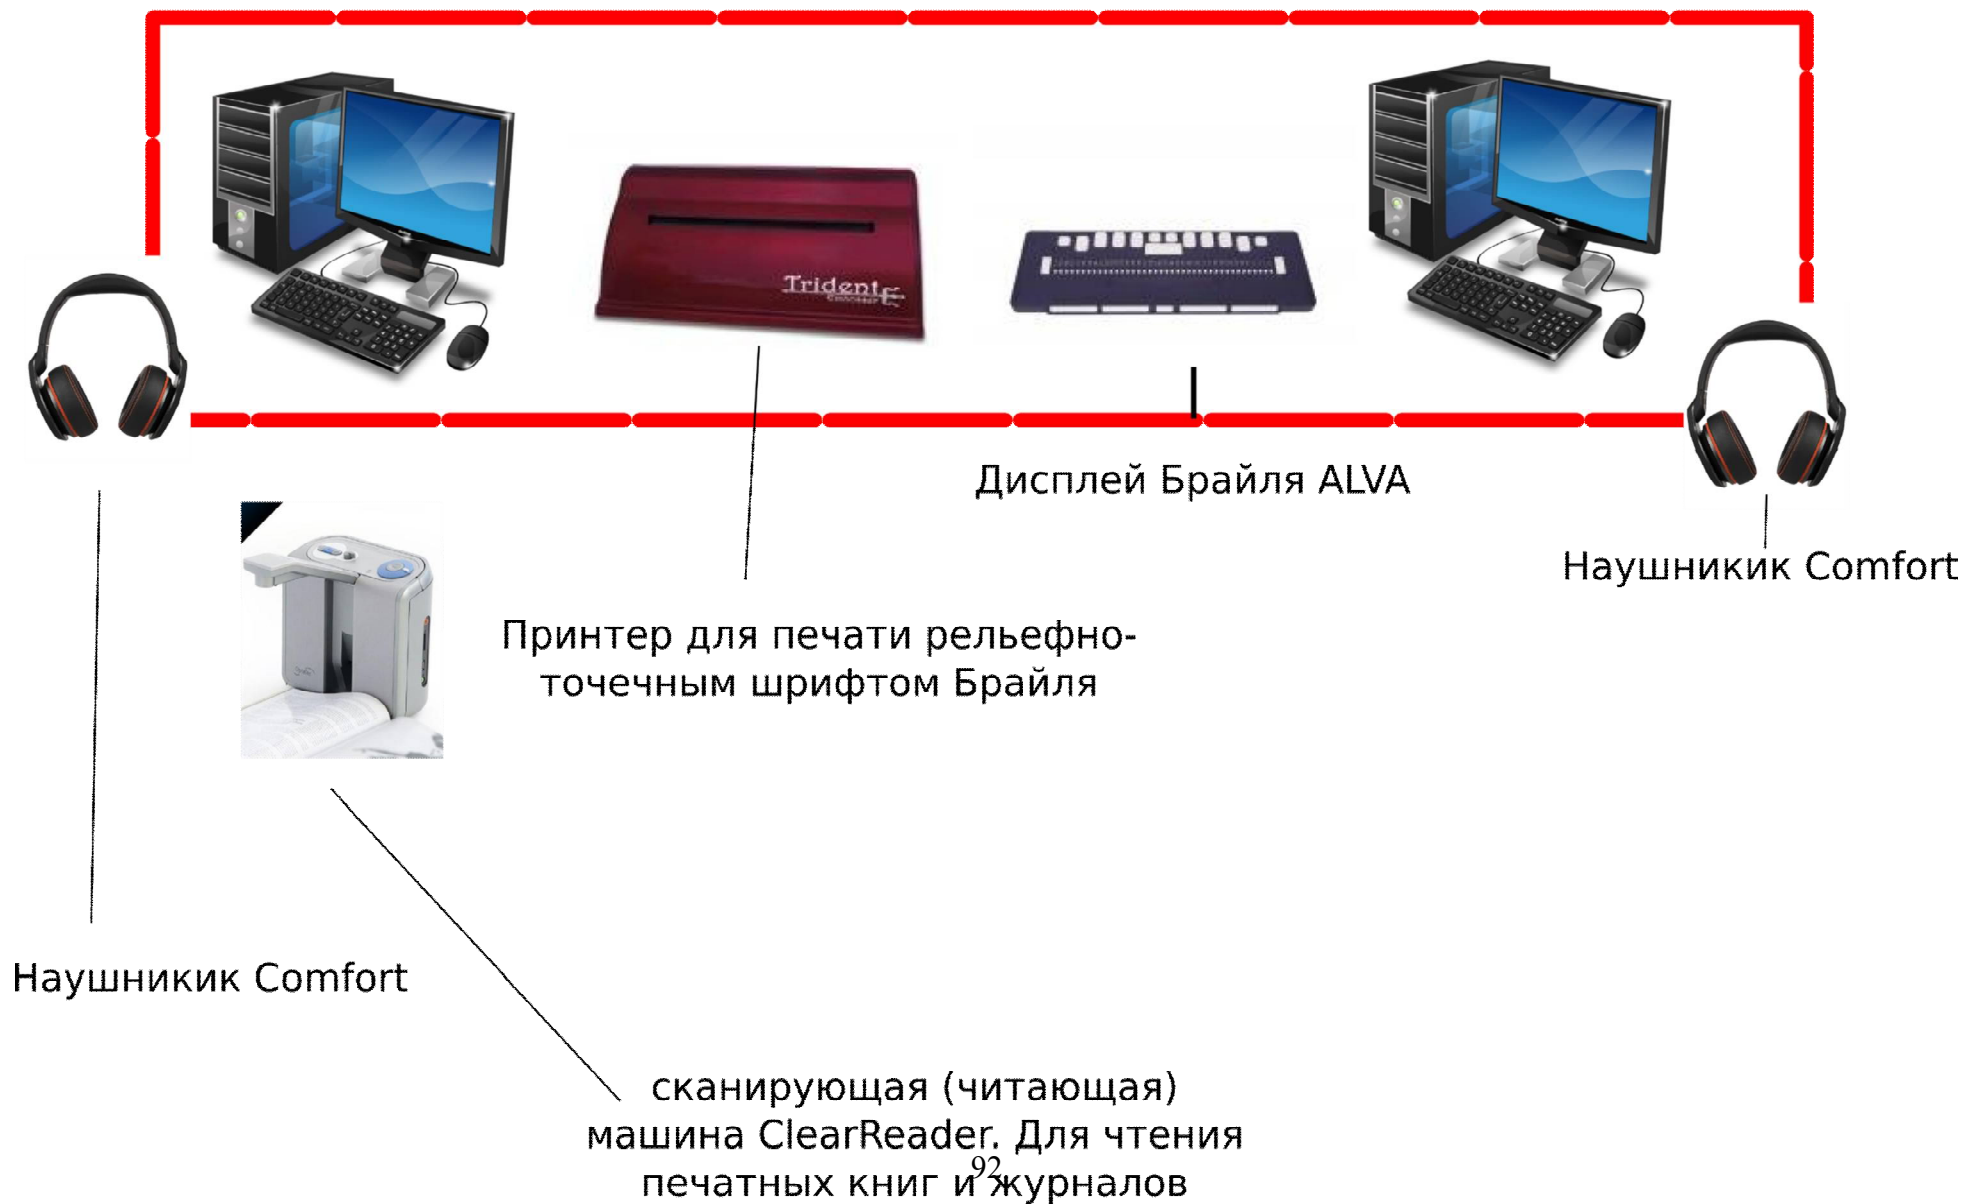 Trident
Дисплей Брайля ALVA
Наушникик Comfort
Принтер для печати рельефно-
точечным шрифтом Брайля
Наушникик Comfort
сканирующая (читающая)
машина ClearReader. Для чтения
печатных книг и журналов
92